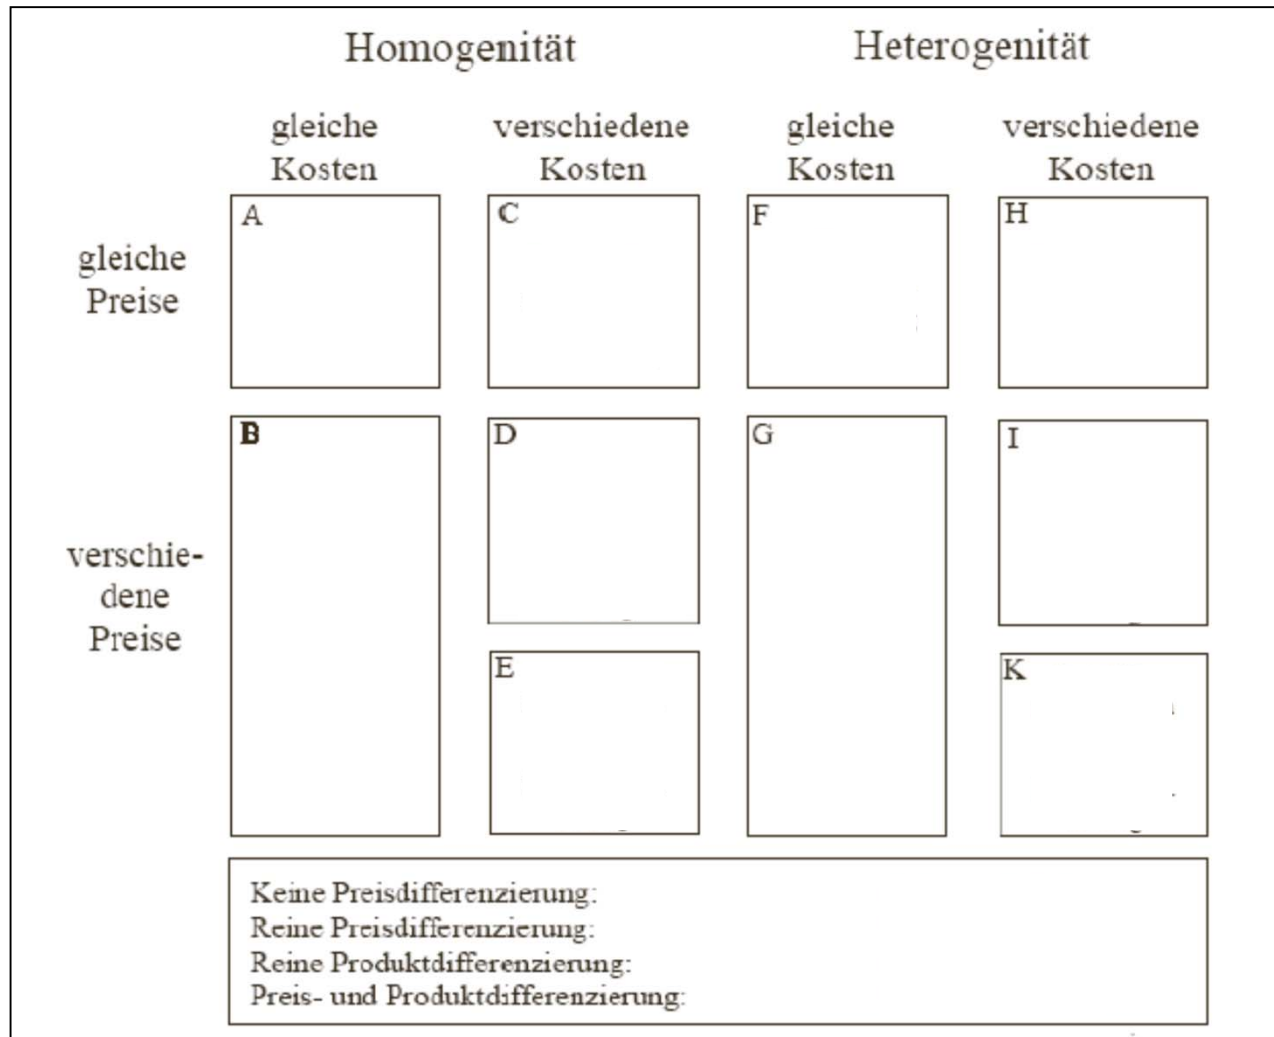 Homogenität Heterogenität
gleiche verschiedene gleiche verschiedene
Kosten Kosten Kosten Kosten
A C F H
gleiche
Preise
B D G I
verschie-
dene
Preise
E K
Keine Preisdifferenzierung:
Reine Preisdifferenzierung:
Reine Produktdifferenzierung:
Preis- und Produktdifferenzierung: